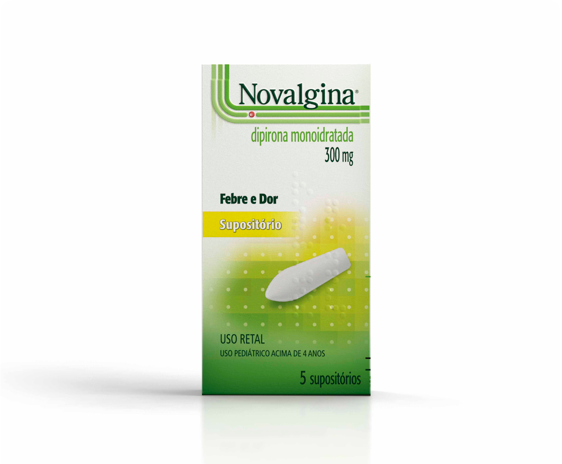 Novalgina®
dipirona monoidratada
300 mg
Febre e Dor
Supositório
USO RETAL
USO PEDIÁTRICO ACIMA DE 4 ANOS
5 supositórios